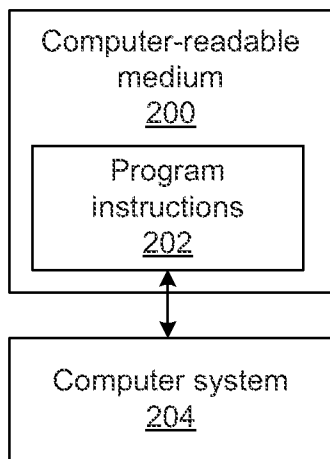 Computer-readable
medium
200
Program
instructions
202
Computer system
204